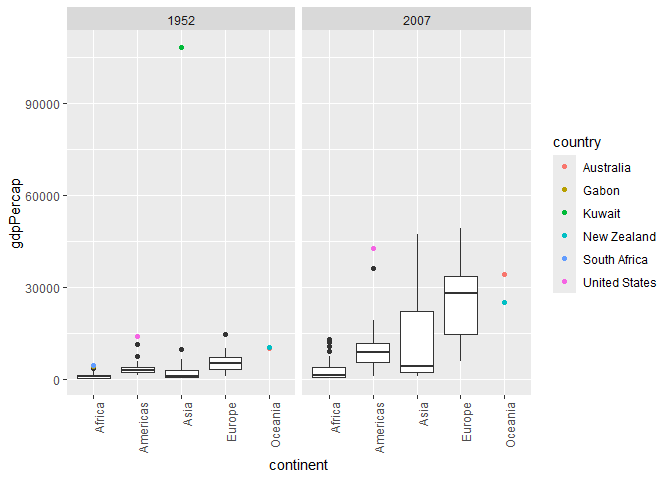 1952
2007
gdpPercap
90000
60000
30000
0
Africa
Americas
Asia
Europe
Oceania
Africa
Americas
Asia
Europe
Oceania
continent
country
Australia
Gabon
Kuwait
New Zealand
South Africa
United States